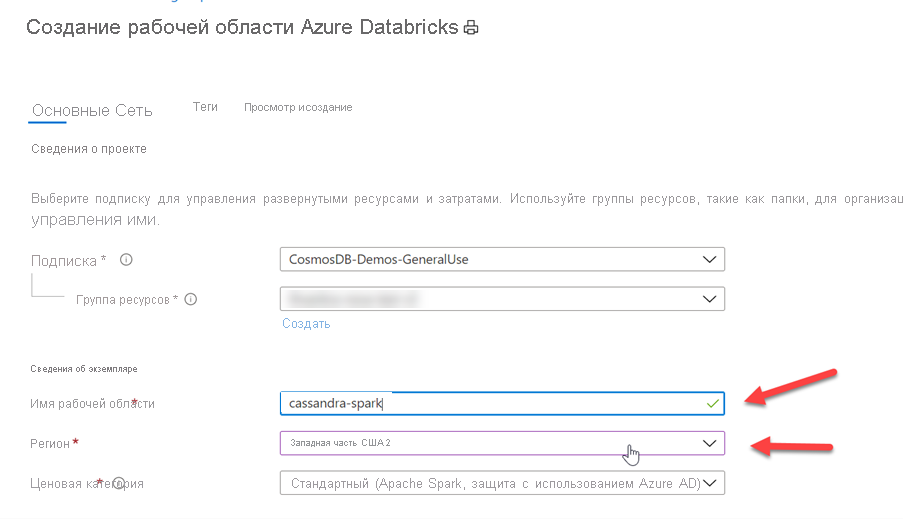 Создание рабочей области Azure Databricks
Основные Сеть Теги Просмотр и создание
Сведения о проекте
Выберите подписку для управления развернутыми ресурсами и затратами. Используйте группы ресурсов, такие как папки, для организац
управления ими.
Подписка * CosmosDB-Demos-GeneralUse
Группа ресурсов *
Создать
Сведения об экземпляре
Имя рабочей области * cassandra-spark
Регион * Западная часть США 2
Ценовая категория * Стандартный (Apache Spark, защита с использованием Azure AD)